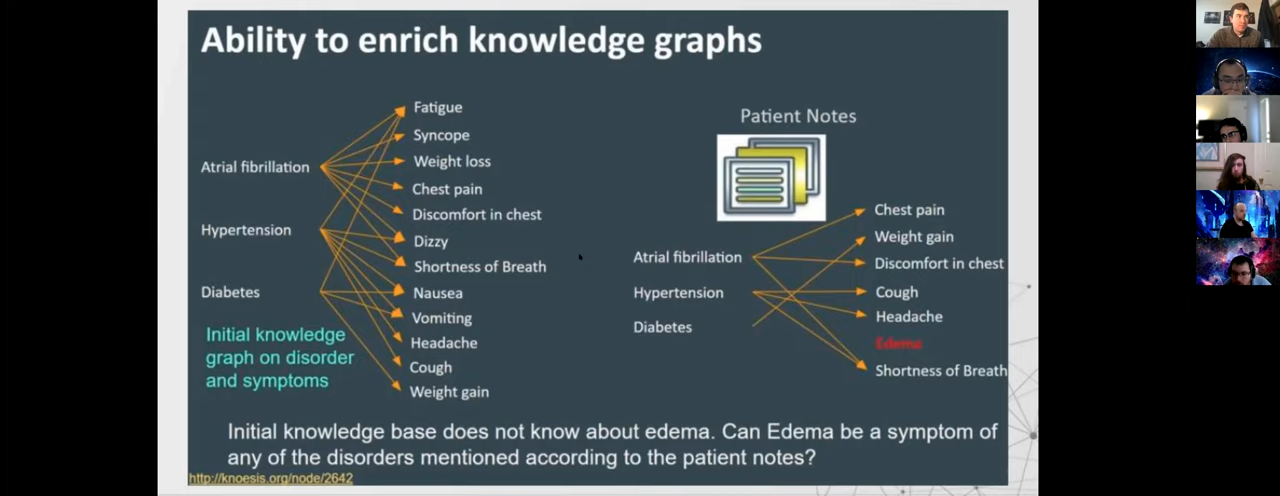 Ability to enrich knowledge graphs
Atrial fibrillation
Hypertension
Diabetes
Initial knowledge
graph on disorder
and symptoms
Fatigue
Syncope
Weight loss
Chest pain
Discomfort in chest
Dizzy
Shortness of Breath
Nausea
Vomiting
Headache
Cough
Weight gain
Patient Notes
Atrial fibrillation
Hypertension
Diabetes
Chest pain
Weight gain
Discomfort in chest
Cough
Headache
Edema
Shortness of Breath
Initial knowledge base does not know about edema. Can Edema be a symptom of
any of the disorders mentioned according to the patient notes?
http://knoesis.org/node/2642